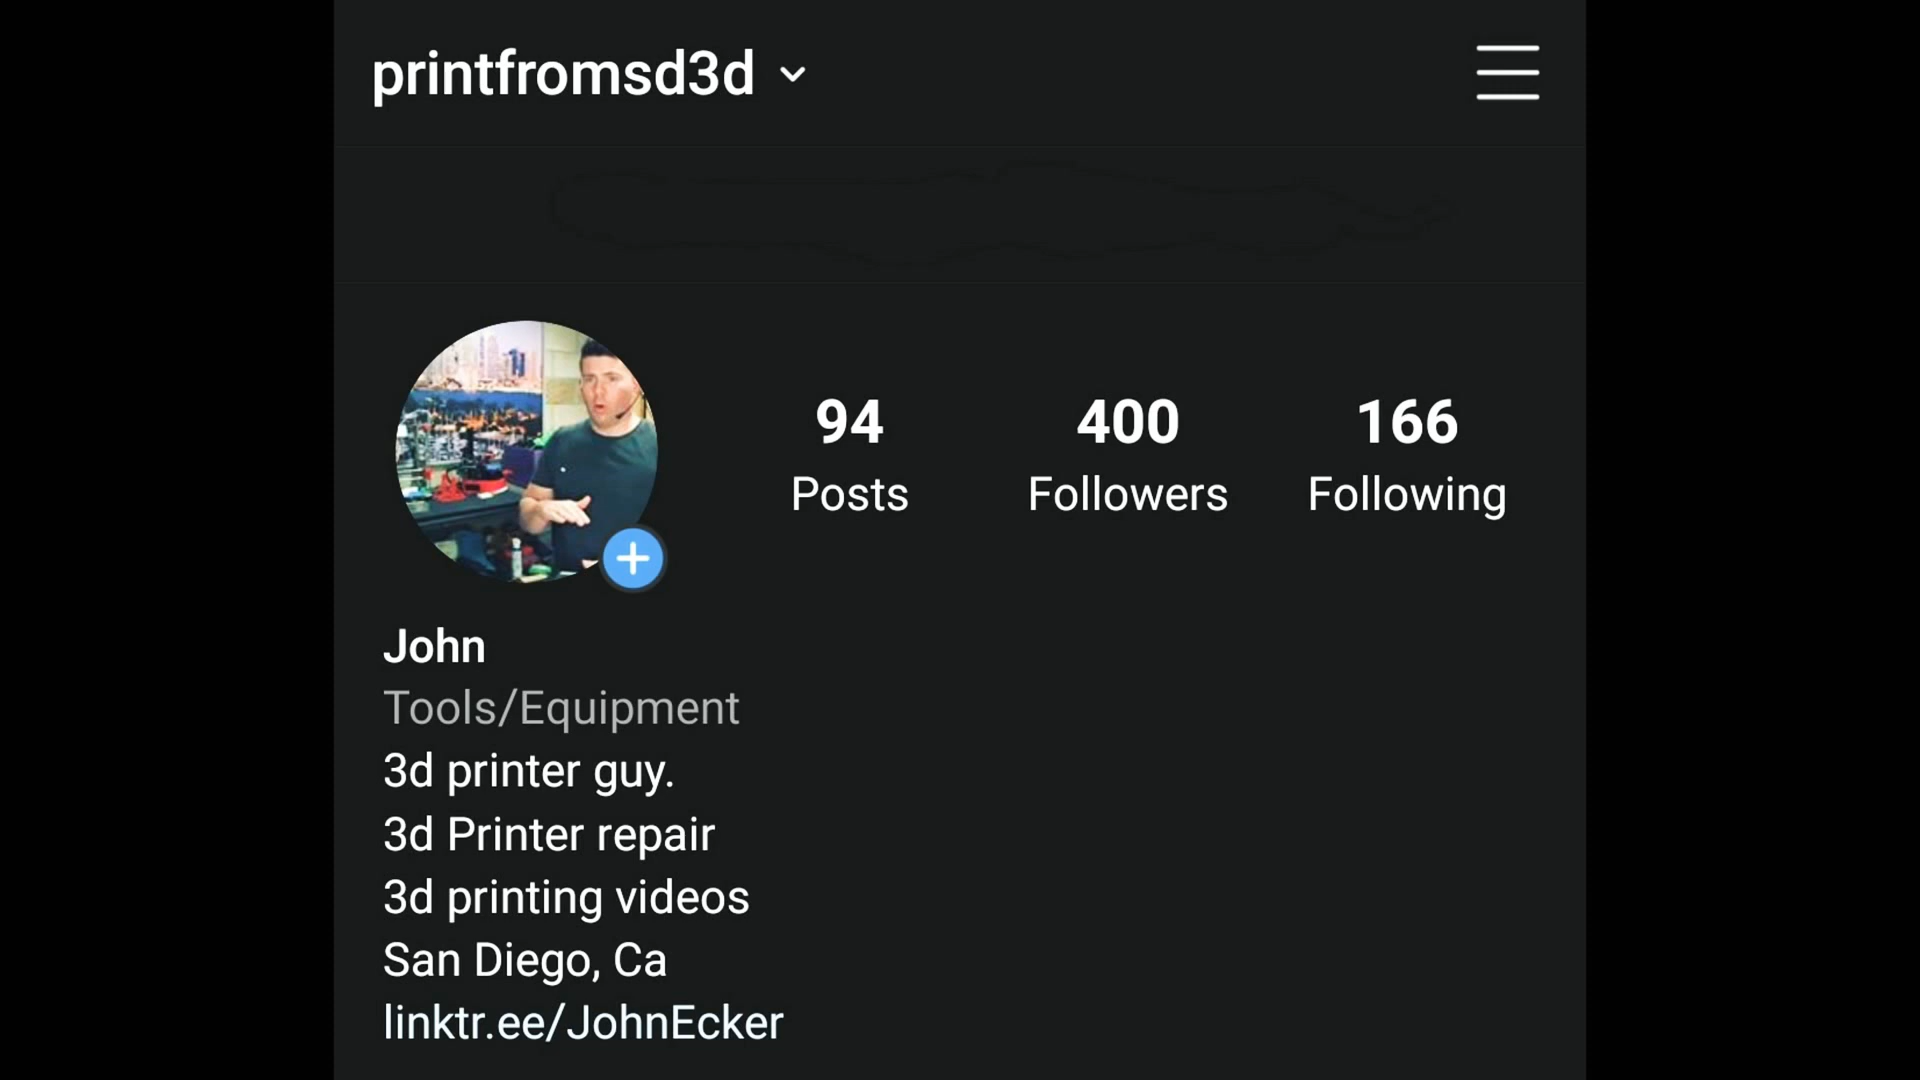 printfromsd3d
94 400 166
Posts Followers Following
John
Tools/Equipment
3d printer guy.
3d Printer repair
3d printing videos
San Diego, Ca
linktr.ee/JohnEcker